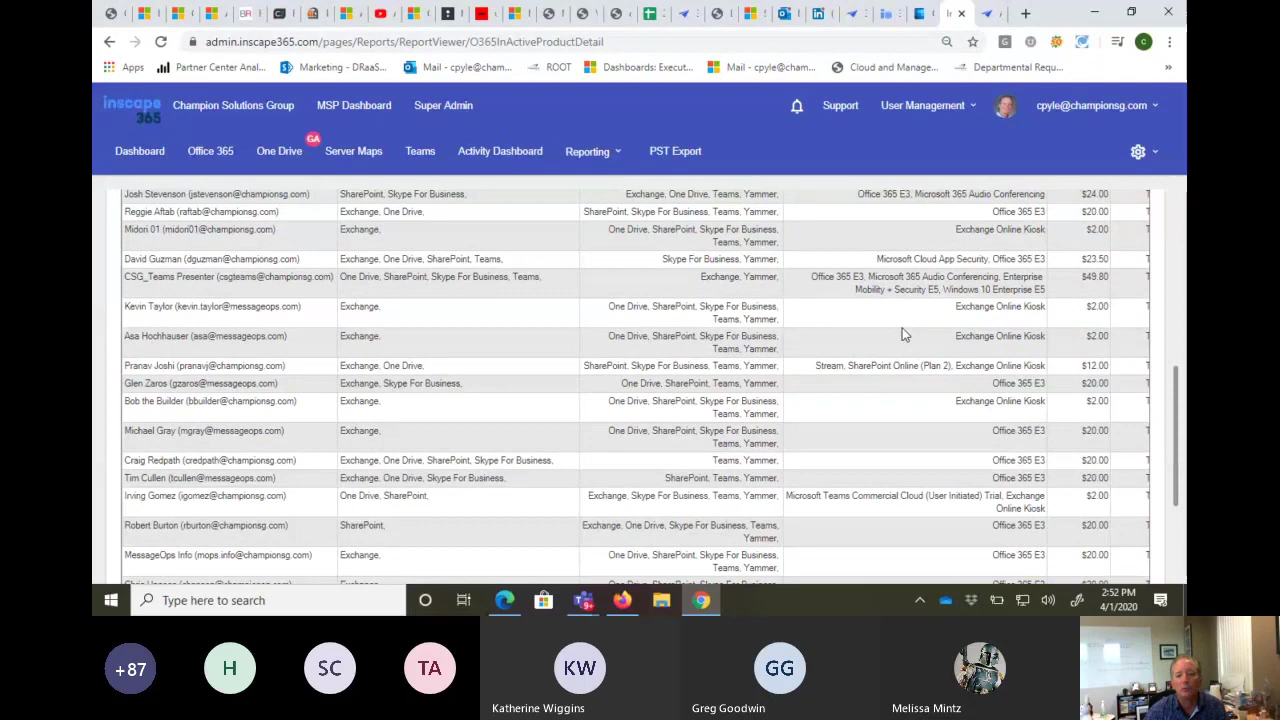 BR
In
admin.inscape365.com/pages/Reports/ReportViewer/O365InActiveProductDetail
G
C
Apps Partner Center Anal... Marketing - DRaaS... Mail - cpyle@cham... ROOT Dashboards: Execut... Mail - cpyle@cham... Cloud and Manage... Departmental Requ... »
inscape 365
Champion Solutions Group MSP Dashboard Super Admin Support User Management cpyle@championsg.com
GA
Dashboard Office 365 One Drive Server Maps Teams Activity Dashboard Reporting PST Export
Josh Stevenson (jstevenson@championsg.com) SharePoint, Skype For Business, Exchange, One Drive, Teams, Yammer, Office 365 E3, Microsoft 365 Audio Conferencing $24.00 T
Reggie Aftab (raftab@championsg.com) Exchange, One Drive, SharePoint, Skype For Business, Teams, Yammer, Office 365 E3 $20.00 T
Midori 01 (midori01@championsg.com) Exchange, One Drive, SharePoint, Skype For Business, Exchange Online Kiosk $2.00 T
Teams, Yammer,
David Guzman (dguzman@championsg.com) Exchange, One Drive, SharePoint, Teams, Skype For Business, Yammer, Microsoft Cloud App Security, Office 365 E3 $23.50 T
CSG_Teams Presenter (csgteams@championsg.com) One Drive, SharePoint, Skype For Business, Teams, Exchange, Yammer, Office 365 E3, Microsoft 365 Audio Conferencing, Enterprise $49.80 T
Mobility + Security E5, Windows 10 Enterprise E5
Kevin Taylor (kevin.taylor@messageops.com) Exchange, One Drive, SharePoint, Skype For Business, Exchange Online Kiosk $2.00 T
Teams, Yammer,
Asa Hochhauser (asa@messageops.com) Exchange, One Drive, SharePoint, Skype For Business, Exchange Online Kiosk $2.00 T
Teams, Yammer,
Pranav Joshi (pranavj@championsg.com) Exchange, One Drive, SharePoint, Skype For Business, Teams, Yammer, Stream, SharePoint Online (Plan 2), Exchange Online Kiosk $12.00 T
Glen Zaros (gzaros@messageops.com) Exchange, Skype For Business, One Drive, SharePoint, Teams, Yammer, Office 365 E3 $20.00 T
Bob the Builder (bbuilder@championsg.com) Exchange, One Drive, SharePoint, Skype For Business, Exchange Online Kiosk $2.00 T
Teams, Yammer,
Michael Gray (mgray@messageops.com) Exchange, One Drive, SharePoint, Skype For Business, Office 365 E3 $20.00 T
Teams, Yammer,
Craig Redpath (credpath@championsg.com) Exchange, One Drive, SharePoint, Skype For Business, Teams, Yammer, Office 365 E3 $20.00 T
Tim Cullen (tcullen@messageops.com) Exchange, One Drive, Skype For Business, SharePoint, Teams, Yammer, Office 365 E3 $20.00 T
Irving Gomez (igomez@championsg.com) One Drive, SharePoint, Exchange, Skype For Business, Teams, Yammer, Microsoft Teams Commercial Cloud (User Initiated) Trial, Exchange $2.00 T
Online Kiosk
Robert Burton (rburton@championsg.com) SharePoint, Exchange, One Drive, Skype For Business, Teams, Office 365 E3 $20.00 T
Yammer,
MessageOps Info (mops.info@championsg.com) Exchange, One Drive, SharePoint, Skype For Business, Office 365 E3 $20.00 T
Teams, Yammer,
Type here to search
9+
2:52 PM
4/1/2020
+87 H SC TA KW GG
Katherine Wiggins Greg Goodwin Melissa Mintz